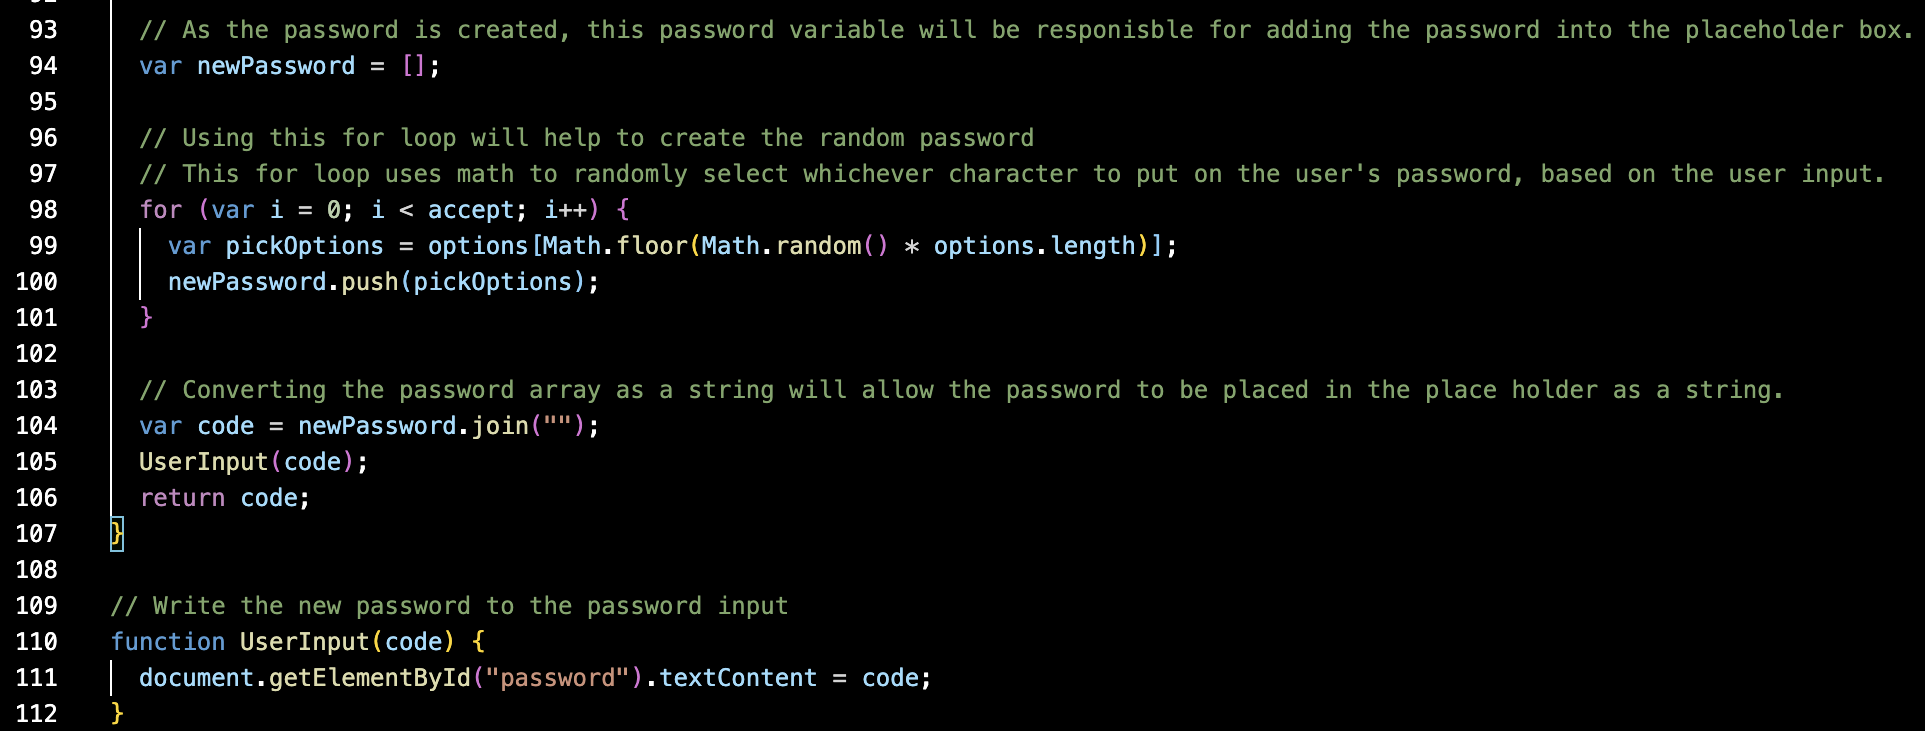 93 // As the password is created, this password variable will be responisble for adding the password into the placeholder box.
94 var newPassword = [];
95
96 // Using this for loop will help to create the random password
97 // This for loop uses math to randomly select whichever character to put on the user's password, based on the user input.
98 for (var i = 0; i < accept; i++) {
99 var pickOptions = options[Math.floor(Math.random() * options.length)];
100 newPassword.push(pickOptions);
101 }
102
103 // Converting the password array as a string will allow the password to be placed in the place holder as a string.
104 var code = newPassword.join("");
105 UserInput(code);
106 return code;
107 }
108
109 // Write the new password to the password input
110 function UserInput(code) {
111 document.getElementById("password").textContent = code;
112 }